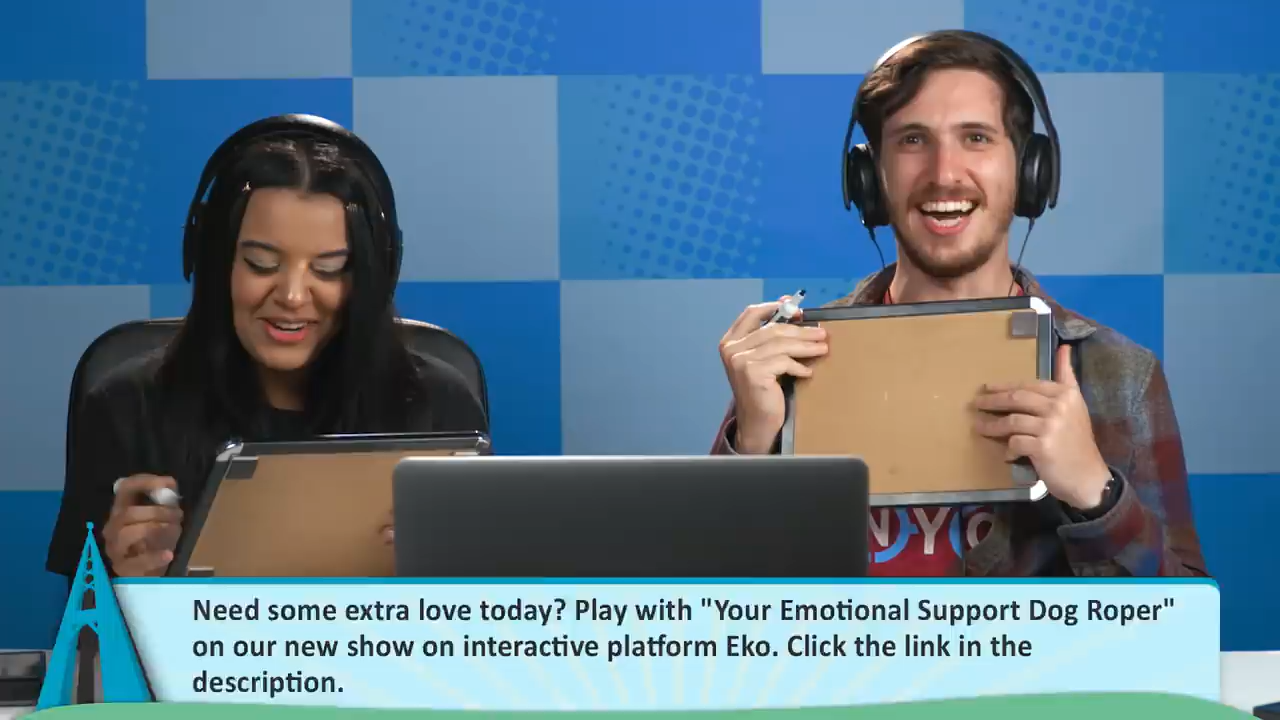 NYC
Need some extra love today? Play with "Your Emotional Support Dog Roper"
on our new show on interactive platform Eko. Click the link in the
description.